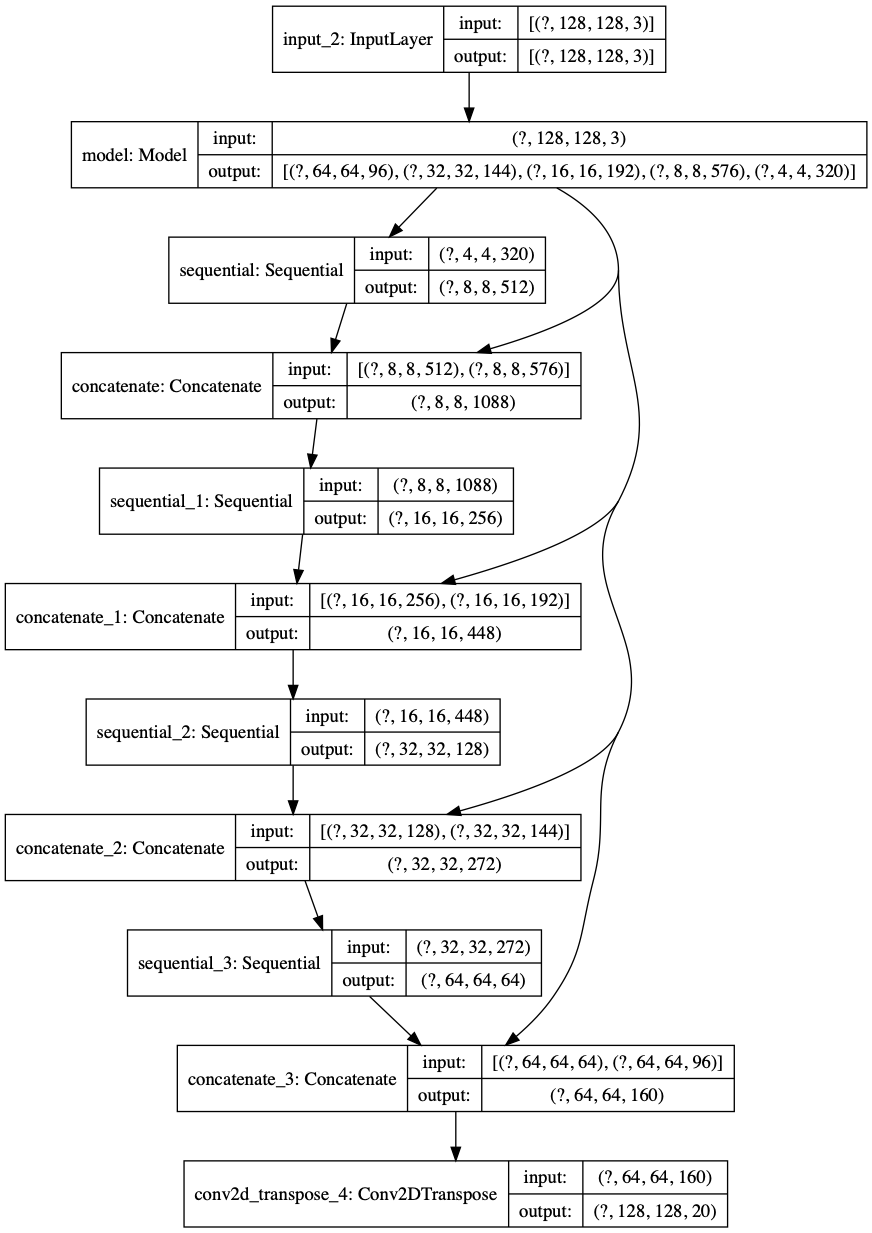 input_2: InputLayer
input: [(?, 128, 128, 3)]
output: [(?, 128, 128, 3)]
model: Model
input: (?, 128, 128, 3)
output: [(?, 64, 64, 96), (?, 32, 32, 144), (?, 16, 16, 192), (?, 8, 8, 576), (?, 4, 4, 320)]
sequential: Sequential
input: (?, 4, 4, 320)
output: (?, 8, 8, 512)
concatenate: Concatenate
input: [(?, 8, 8, 512), (?, 8, 8, 576)]
output: (?, 8, 8, 1088)
sequential_1: Sequential
input: (?, 8, 8, 1088)
output: (?, 16, 16, 256)
concatenate_1: Concatenate
input: [(?, 16, 16, 256), (?, 16, 16, 192)]
output: (?, 16, 16, 448)
sequential_2: Sequential
input: (?, 16, 16, 448)
output: (?, 32, 32, 128)
concatenate_2: Concatenate
input: [(?, 32, 32, 128), (?, 32, 32, 144)]
output: (?, 32, 32, 272)
sequential_3: Sequential
input: (?, 32, 32, 272)
output: (?, 64, 64, 64)
concatenate_3: Concatenate
input: [(?, 64, 64, 64), (?, 64, 64, 96)]
output: (?, 64, 64, 160)
conv2d_transpose_4: Conv2DTranspose
input: (?, 64, 64, 160)
output: (?, 128, 128, 20)